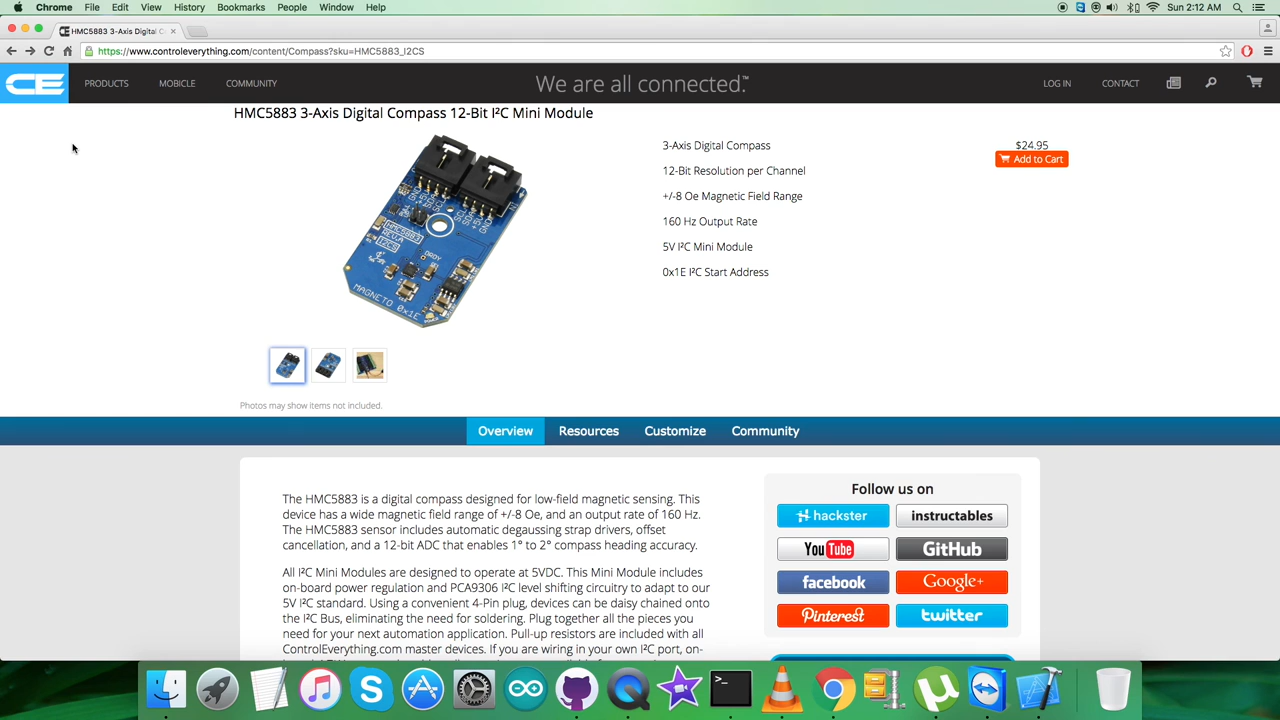 Chrome File Edit View History Bookmarks People Window Help
Sun 2:12 AM
HMC5883 3-Axis Digital C
https://www.controleverything.com/content/Compass?sku=HMC5883_I2CS
CE PRODUCTS MOBICLE COMMUNITY
We are all connected.™
LOG IN CONTACT
HMC5883 3-Axis Digital Compass 12-Bit I²C Mini Module
HMC5883
REV.A
I2CS
DRDY
MAGNETO 0x1E
3-Axis Digital Compass
12-Bit Resolution per Channel
+/-8 Oe Magnetic Field Range
160 Hz Output Rate
5V I²C Mini Module
0x1E I²C Start Address
$24.95
Add to Cart
Photos may show items not included.
Overview Resources Customize Community
The HMC5883 is a digital compass designed for low-field magnetic sensing. This
device has a wide magnetic field range of +/-8 Oe, and an output rate of 160 Hz.
The HMC5883 sensor includes automatic degaussing strap drivers, offset
cancellation, and a 12-bit ADC that enables 1° to 2° compass heading accuracy.
All I²C Mini Modules are designed to operate at 5VDC. This Mini Module includes
on-board power regulation and PCA9306 I²C level shifting circuitry to adapt to our
5V I²C standard. Using a convenient 4-Pin plug, devices can be daisy chained onto
the I²C Bus, eliminating the need for soldering. Plug together all the pieces you
need for your next automation application. Pull-up resistors are included with all
ControlEverything.com master devices. If you are wiring in your own I²C port, on-
Follow us on
hackster instructables
YouTube GitHub
facebook Google+
Pinterest twitter